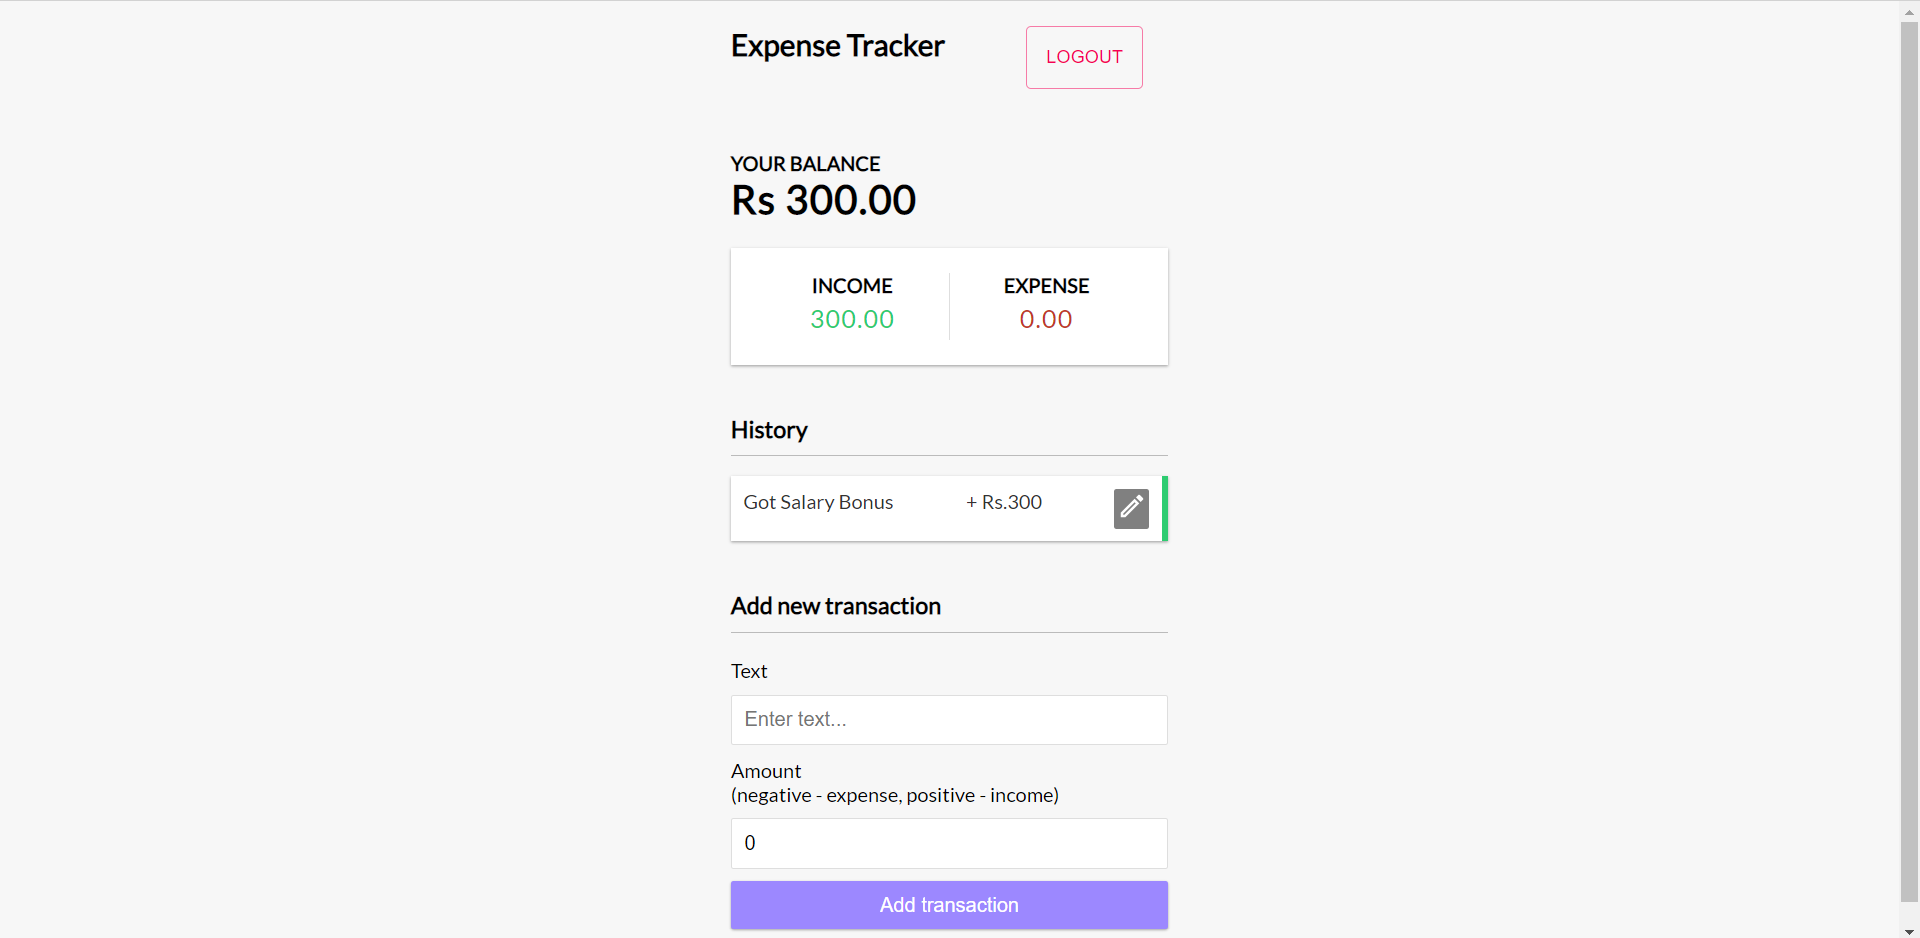 Expense Tracker
LOGOUT
YOUR BALANCE
Rs 300.00
INCOME
300.00
EXPENSE
0.00
History
Got Salary Bonus + Rs.300
Add new transaction
Text
Enter text...
Amount
(negative - expense, positive - income)
0
Add transaction